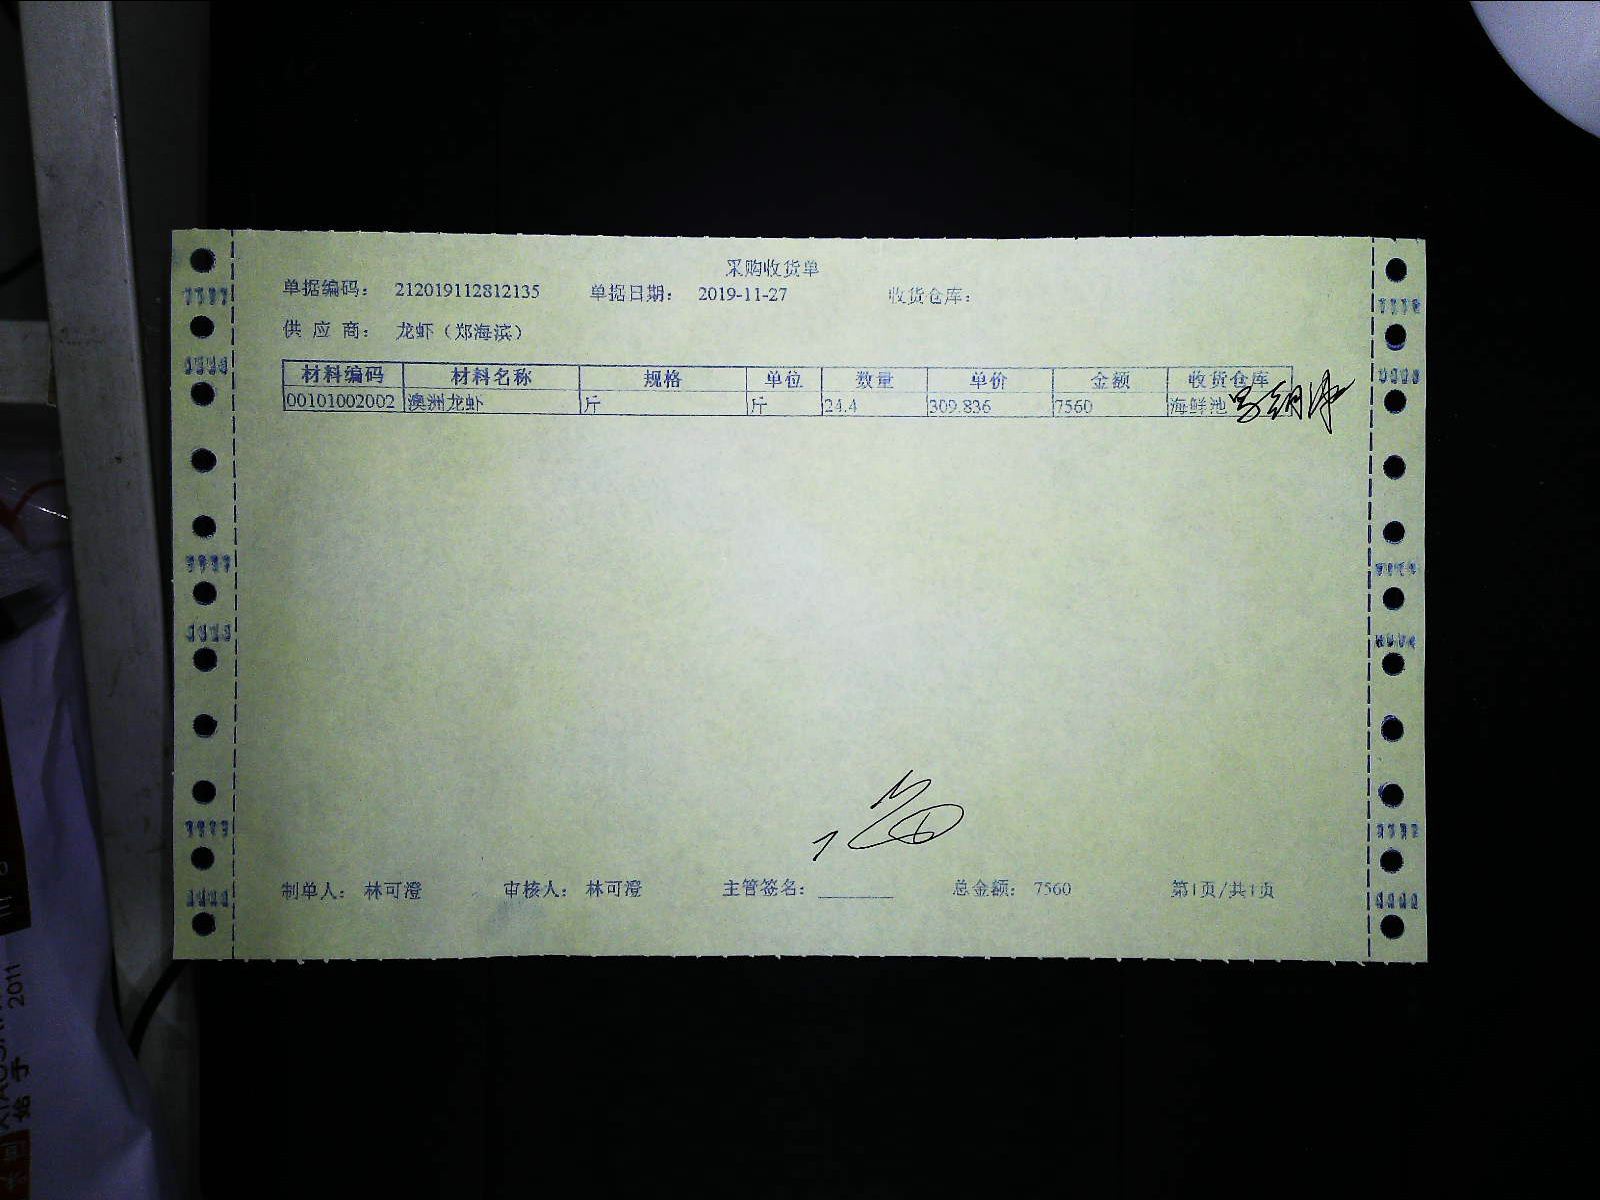 采购收货单
单据编码： 212019112812135 单据日期： 2019-11-27 收货仓库：
供 应 商： 龙虾（郑海滨）
材料编码 材料名称 规格 单位 数量 单价 金额 收货仓库
00101002002 澳洲龙虾 斤 斤 24.4 309.836 7560 海鲜池
制单人： 林可澄 审核人： 林可澄 主管签名： 总金额： 7560 第1页/共1页
2011